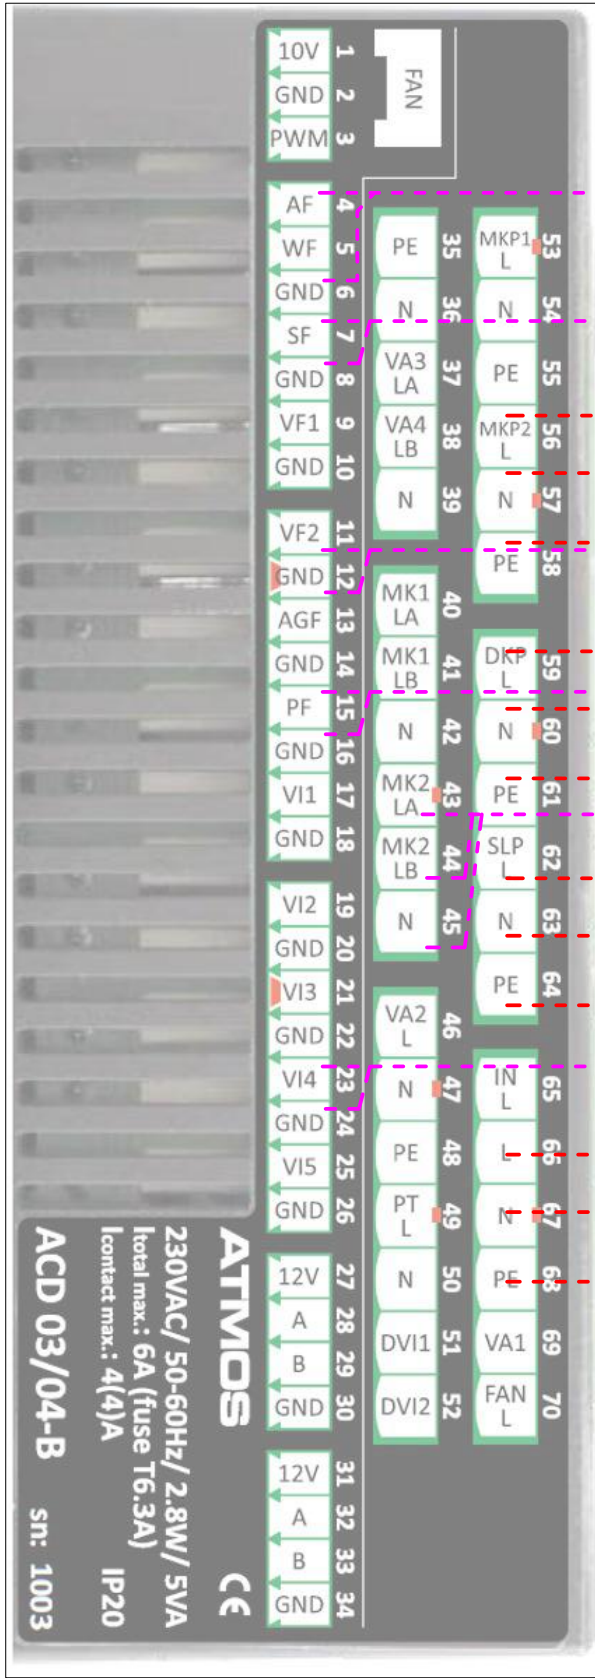 10V 1
GND 2
PWM 3
FAN
AF 4
WF 5
GND 6
SF 7
GND 8
VF1 9
GND 10
VF2 11
GND 12
AGF 13
GND 14
PF 15
GND 16
VI1 17
GND 18
VI2 19
GND 20
VI3 21
GND 22
VI4 23
GND 24
VI5 25
GND 26
12V 27
A 28
B 29
GND 30
12V 31
A 32
B 33
GND 34
PE 35
N 36
VA3
LA 37
VA4
LB 38
N 39
MK1
LA 40
MK1
LB 41
N 42
MK2
LA 43
MK2
LB 44
N 45
VA2
L 46
N 47
PE 48
PT
L 49
N 50
DVI1 51
DVI2 52
MKP1
L 53
N 54
PE 55
MKP2
L 56
N 57
PE 58
DKP
L 59
N 60
PE 61
SLP
L 62
N 63
PE 64
IN
L 65
L 66
N 67
PE 68
VA1 69
FAN
L 70
ATMOS CE
230VAC/ 50-60Hz/ 2.8W/ 5VA
Itotal max.: 6A (fuse T6.3A)
Icontact max.: 4(4)A IP20
ACD 03/04-B sn: 1003